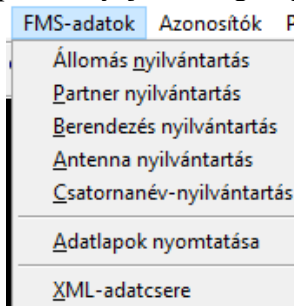 FMS-adatok Azonosítók
Állomás nyilvántartás
Partner nyilvántartás
Berendezés nyilvántartás
Antenna nyilvántartás
Csatornanév-nyilvántartás
Adatlapok nyomtatása
XML-adatcsere